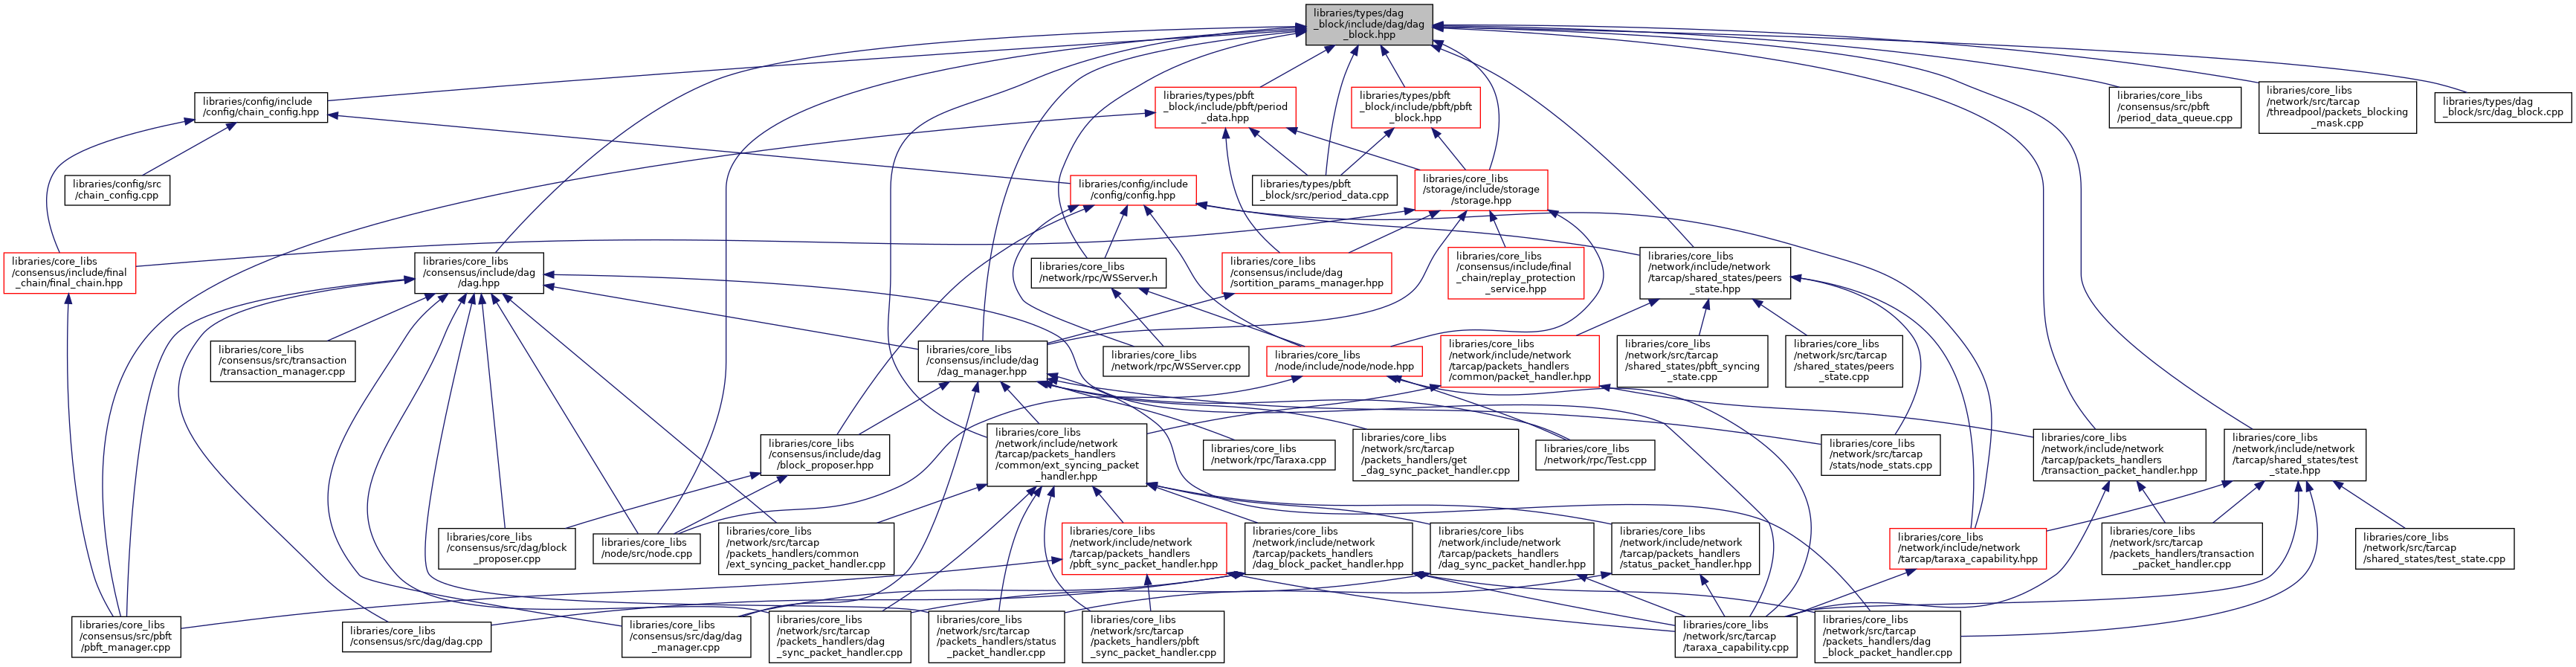 libraries/types/dag
_block/include/dag/dag
_block.hpp
libraries/config/include
/config/chain_config.hpp
libraries/types/pbft
_block/include/pbft/period
_data.hpp
libraries/types/pbft
_block/include/pbft/pbft
_block.hpp
libraries/core_libs
/consensus/src/pbft
/period_data_queue.cpp
libraries/core_libs
/network/src/tarcap
/threadpool/packets_blocking
_mask.cpp
libraries/types/dag
_block/src/dag_block.cpp
libraries/config/src
/chain_config.cpp
libraries/config/include
/config/config.hpp
libraries/types/pbft
_block/src/period_data.cpp
libraries/core_libs
/storage/include/storage
/storage.hpp
libraries/core_libs
/consensus/include/final
_chain/final_chain.hpp
libraries/core_libs
/consensus/include/dag
/dag.hpp
libraries/core_libs
/network/rpc/WSServer.h
libraries/core_libs
/consensus/include/dag
/sortition_params_manager.hpp
libraries/core_libs
/consensus/include/final
_chain/replay_protection
_service.hpp
libraries/core_libs
/network/include/network
/tarcap/shared_states/peers
_state.hpp
libraries/core_libs
/consensus/src/transaction
/transaction_manager.cpp
libraries/core_libs
/consensus/include/dag
/dag_manager.hpp
libraries/core_libs
/network/rpc/WSServer.cpp
libraries/core_libs
/node/include/node/node.hpp
libraries/core_libs
/network/include/network
/tarcap/packets_handlers
/common/packet_handler.hpp
libraries/core_libs
/network/src/tarcap
/shared_states/pbft_syncing
_state.cpp
libraries/core_libs
/network/src/tarcap
/shared_states/peers
_state.cpp
libraries/core_libs
/consensus/include/dag
/block_proposer.hpp
libraries/core_libs
/network/include/network
/tarcap/packets_handlers
/common/ext_syncing_packet
_handler.hpp
libraries/core_libs
/network/rpc/Taraxa.cpp
libraries/core_libs
/network/src/tarcap
/packets_handlers/get
_dag_sync_packet_handler.cpp
libraries/core_libs
/network/rpc/Test.cpp
libraries/core_libs
/network/src/tarcap
/stats/node_stats.cpp
libraries/core_libs
/network/include/network
/tarcap/packets_handlers
/transaction_packet_handler.hpp
libraries/core_libs
/network/include/network
/tarcap/shared_states/test
_state.hpp
libraries/core_libs
/consensus/src/dag/block
_proposer.cpp
libraries/core_libs
/node/src/node.cpp
libraries/core_libs
/network/src/tarcap
/packets_handlers/common
/ext_syncing_packet_handler.cpp
libraries/core_libs
/network/include/network
/tarcap/packets_handlers
/pbft_sync_packet_handler.hpp
libraries/core_libs
/network/include/network
/tarcap/packets_handlers
/dag_block_packet_handler.hpp
libraries/core_libs
/network/include/network
/tarcap/packets_handlers
/dag_sync_packet_handler.hpp
libraries/core_libs
/network/include/network
/tarcap/packets_handlers
/status_packet_handler.hpp
libraries/core_libs
/network/include/network
/tarcap/taraxa_capability.hpp
libraries/core_libs
/network/src/tarcap
/packets_handlers/transaction
_packet_handler.cpp
libraries/core_libs
/network/src/tarcap
/shared_states/test_state.cpp
libraries/core_libs
/consensus/src/pbft
/pbft_manager.cpp
libraries/core_libs
/consensus/src/dag/dag.cpp
libraries/core_libs
/consensus/src/dag/dag
_manager.cpp
libraries/core_libs
/network/src/tarcap
/packets_handlers/dag
_sync_packet_handler.cpp
libraries/core_libs
/network/src/tarcap
/packets_handlers/status
_packet_handler.cpp
libraries/core_libs
/network/src/tarcap
/packets_handlers/pbft
_sync_packet_handler.cpp
libraries/core_libs
/network/src/tarcap
/taraxa_capability.cpp
libraries/core_libs
/network/src/tarcap
/packets_handlers/dag
_block_packet_handler.cpp